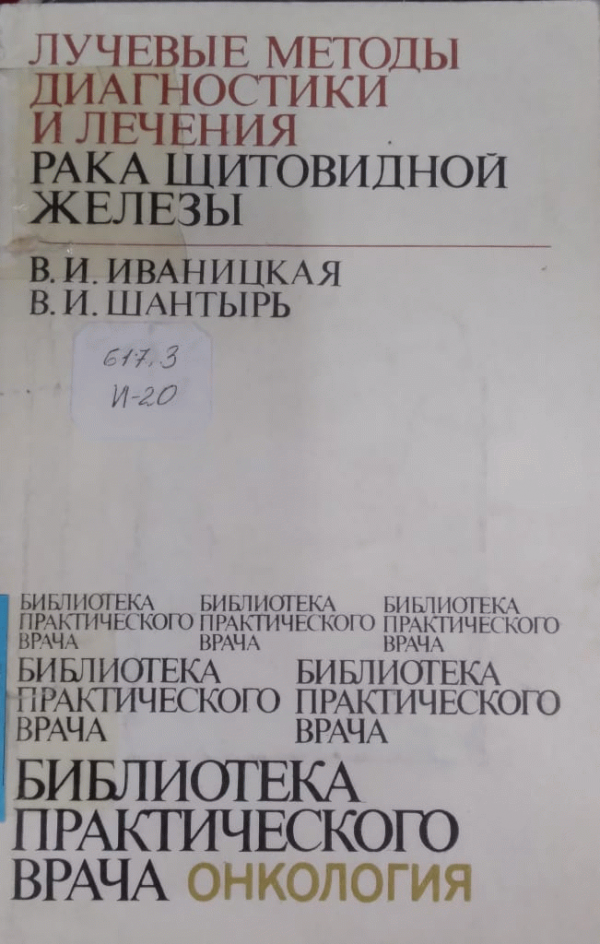 ЛУЧЕВЫЕ МЕТОДЫ
ДИАГНОСТИКИ
И ЛЕЧЕНИЯ
РАКА ЩИТОВИДНОЙ
ЖЕЛЕЗЫ
В. И. ИВАНИЦКАЯ
В. И. ШАНТЫРЬ
617.3
И-20
БИБЛИОТЕКА БИБЛИОТЕКА БИБЛИОТЕКА
ПРАКТИЧЕСКОГО ПРАКТИЧЕСКОГО ПРАКТИЧЕСКОГО
ВРАЧА ВРАЧА ВРАЧА
БИБЛИОТЕКА БИБЛИОТЕКА
ПРАКТИЧЕСКОГО ПРАКТИЧЕСКОГО
ВРАЧА ВРАЧА
БИБЛИОТЕКА
ПРАКТИЧЕСКОГО
ВРАЧА ОНКОЛОГИЯ